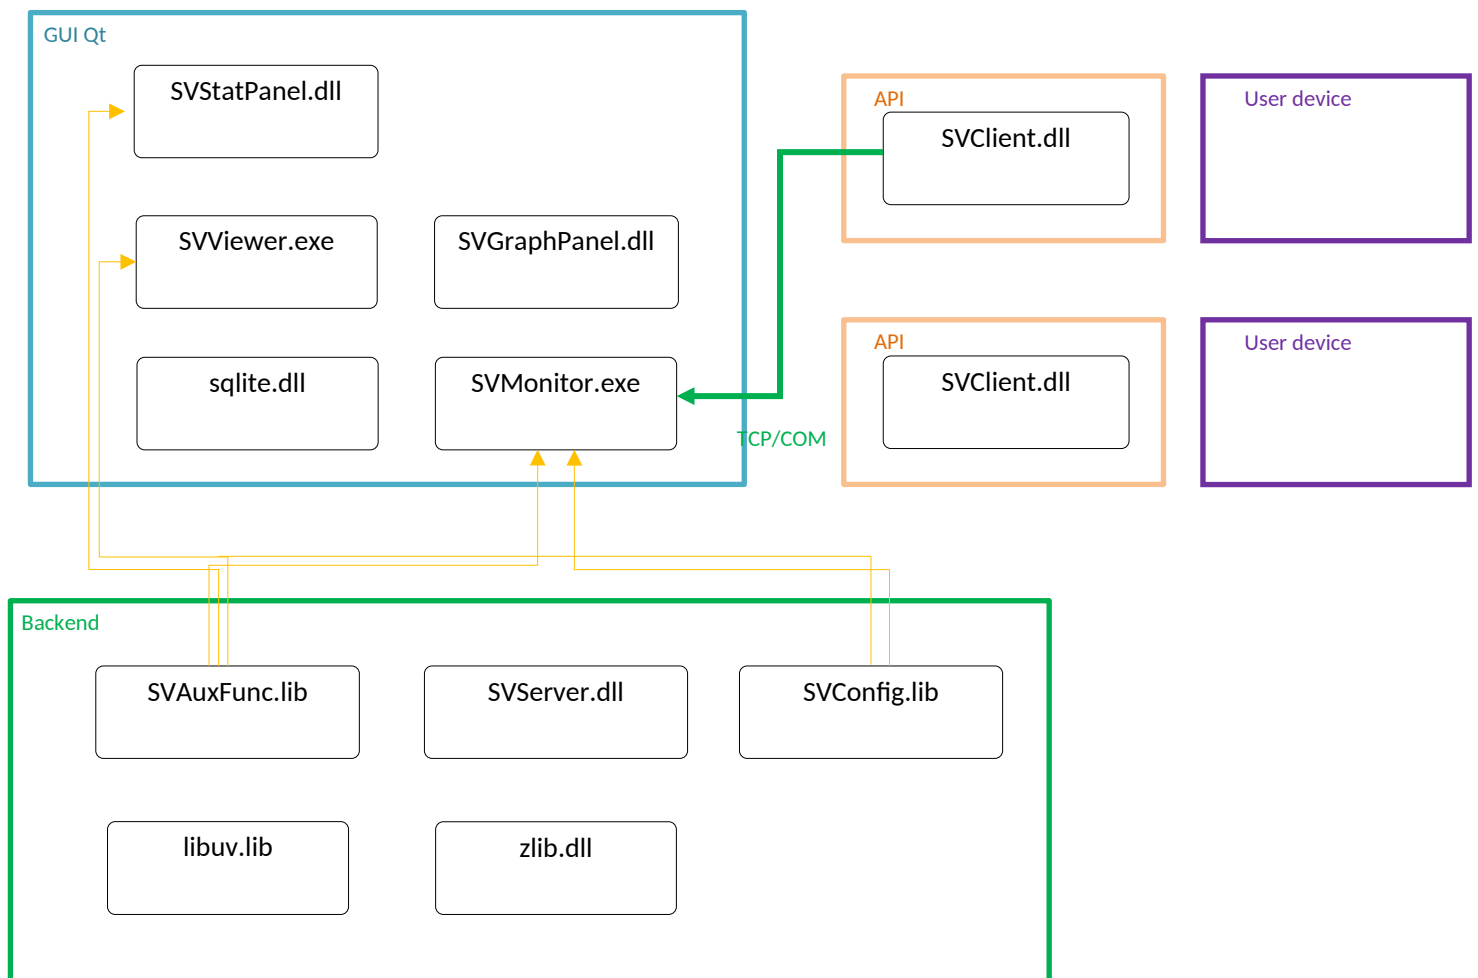 GUI Qt
SVStatPanel.dll
API
User device
SVClient.dll
SVViewer.exe
SVGraphPanel.dll
API
User device
sqlite.dll
SVMonitor.exe
SVClient.dll
TCP/COM
Backend
SVAuxFunc.lib
SVServer.dll
SVConfig.lib
libuv.lib
zlib.dll